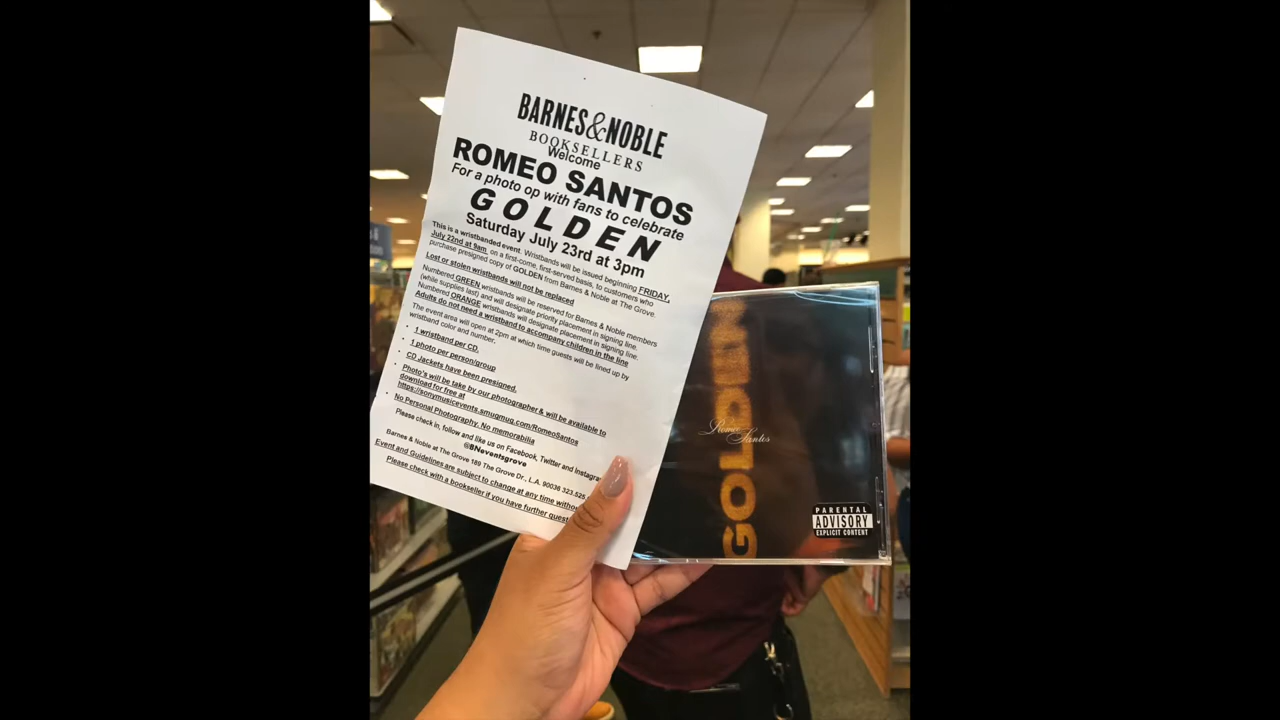 BARNES&NOBLE
BOOKSELLERS
Welcome
ROMEO SANTOS
For a photo op with fans to celebrate
GOLDEN
Saturday July 23rd at 3pm
This is a wristbanded event. Wristbands will be issued beginning FRIDAY,
July 22nd at 9am, on a first-come, first-served basis, to customers who
purchase presigned copy of GOLDEN from Barnes & Noble at The Grove.
Lost or stolen wristbands will not be replaced
Numbered GREEN wristbands will be reserved for Barnes & Noble members
(while supplies last) and will designate priority placement in signing line.
Numbered ORANGE wristbands will designate placement in signing line.
Adults do not need a wristband to accompany children in the line
The event area will open at 2pm at which time guests will be lined up by
wristband color and number.
• 1 wristband per CD.
• 1 photo per person/group
• CD Jackets have been presigned.
• Photo's will be take by our photographer & will be available to
download for free at
https://sonymusicevents.smugmug.com/RomeoSantos
• No Personal Photography. No memorabilia
Please check in, follow and like us on Facebook, Twitter and Instagra
@BNeventsgrove
Barnes & Noble at The Grove 189 The Grove Dr., L.A. 90036 323.525
Event and Guidelines are subject to change at any time witho
Please check with a bookseller if you have further quest
GOLDEN
Romeo
Santos
PARENTAL
ADVISORY
EXPLICIT CONTENT